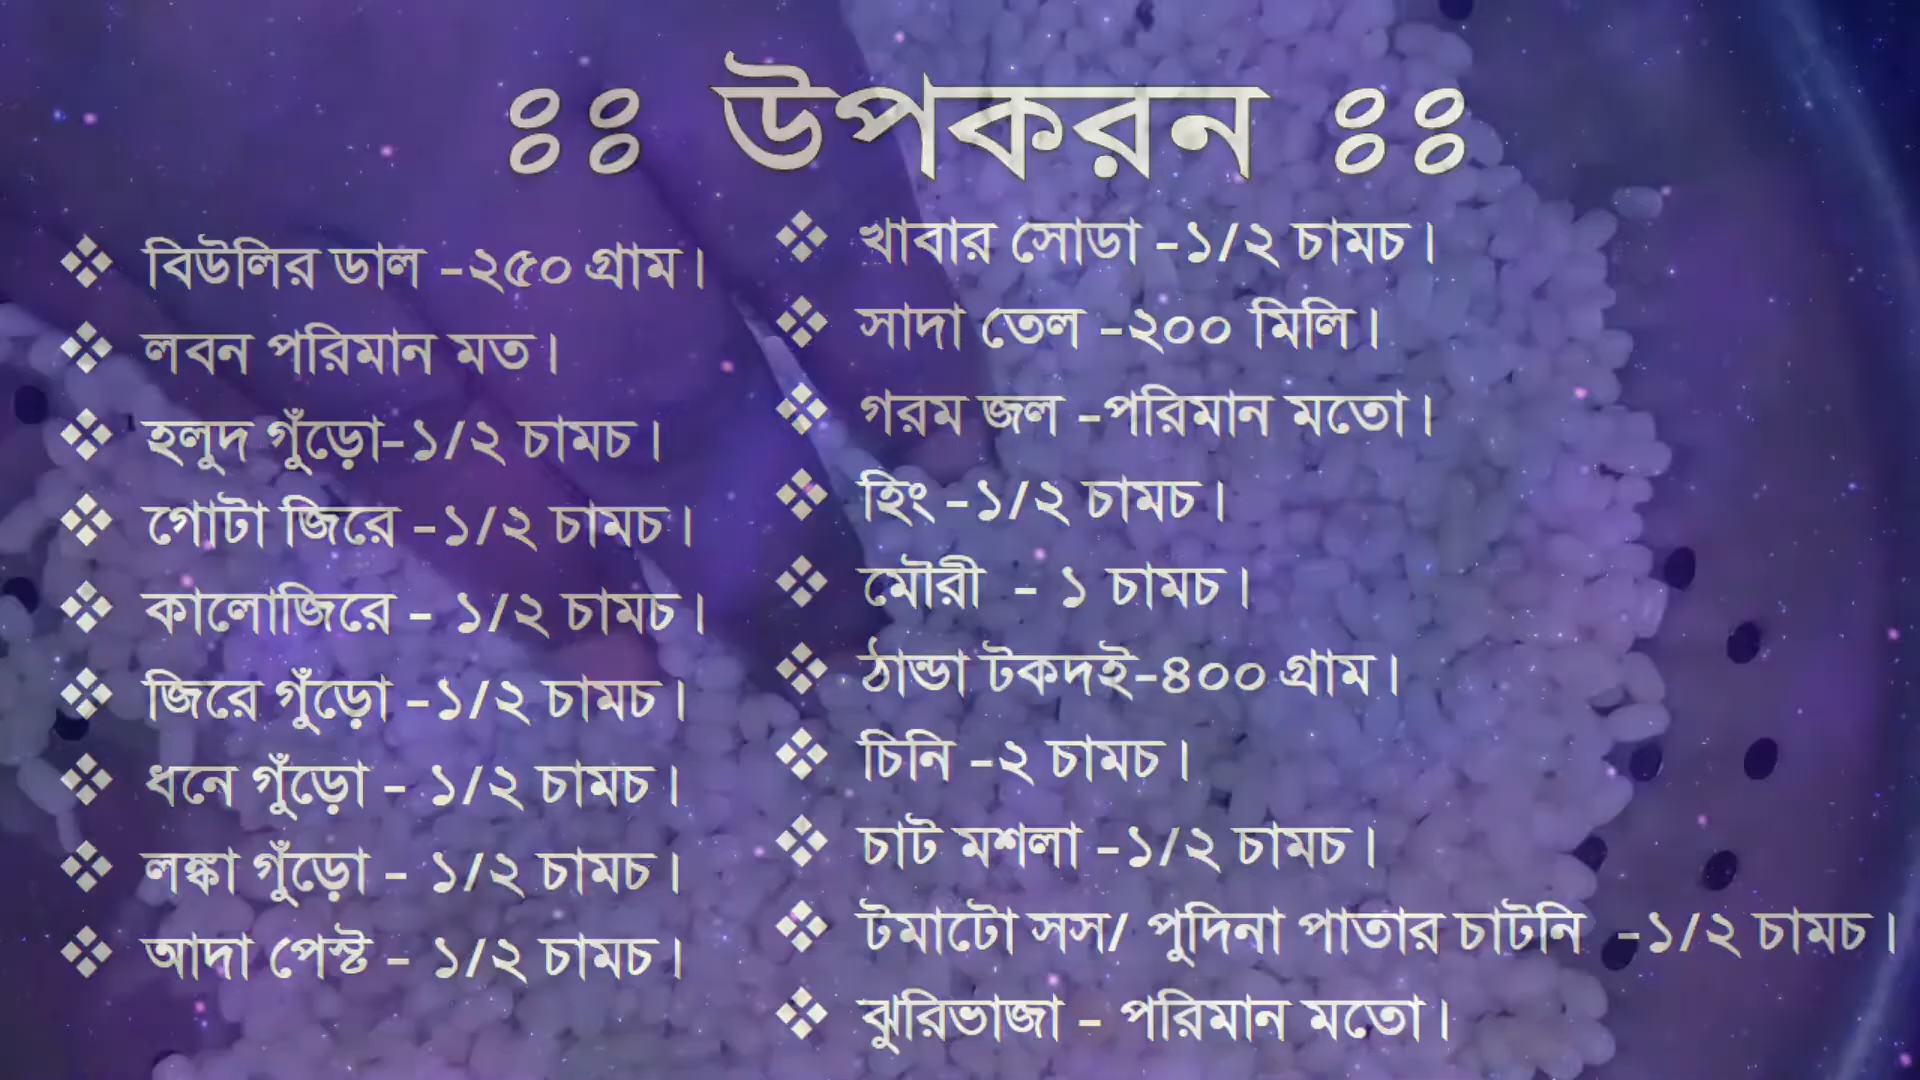 ঃঃ উপকরন ঃঃ
❖ বিউলির ডাল -২৫০ গ্রাম।
❖ লবন পরিমান মত।
❖ হলুদ গুঁড়ো-১/২ চামচ।
❖ গোটা জিরে -১/২ চামচ।
❖ কালোজিরে - ১/২ চামচ।
❖ জিরে গুঁড়ো -১/২ চামচ।
❖ ধনে গুঁড়ো - ১/২ চামচ।
❖ লঙ্কা গুঁড়ো - ১/২ চামচ।
❖ আদা পেস্ট - ১/২ চামচ।
❖ খাবার সোডা -১/২ চামচ।
❖ সাদা তেল -২০০ মিলি।
❖ গরম জল -পরিমান মতো।
❖ হিং -১/২ চামচ।
❖ মৌরী - ১ চামচ।
❖ ঠান্ডা টকদই-৪০০ গ্রাম।
❖ চিনি -২ চামচ।
❖ চাট মশলা -১/২ চামচ।
❖ টমাটো সস/ পুদিনা পাতার চাটনি -১/২ চামচ।
❖ ঝুরিভাজা - পরিমান মতো।